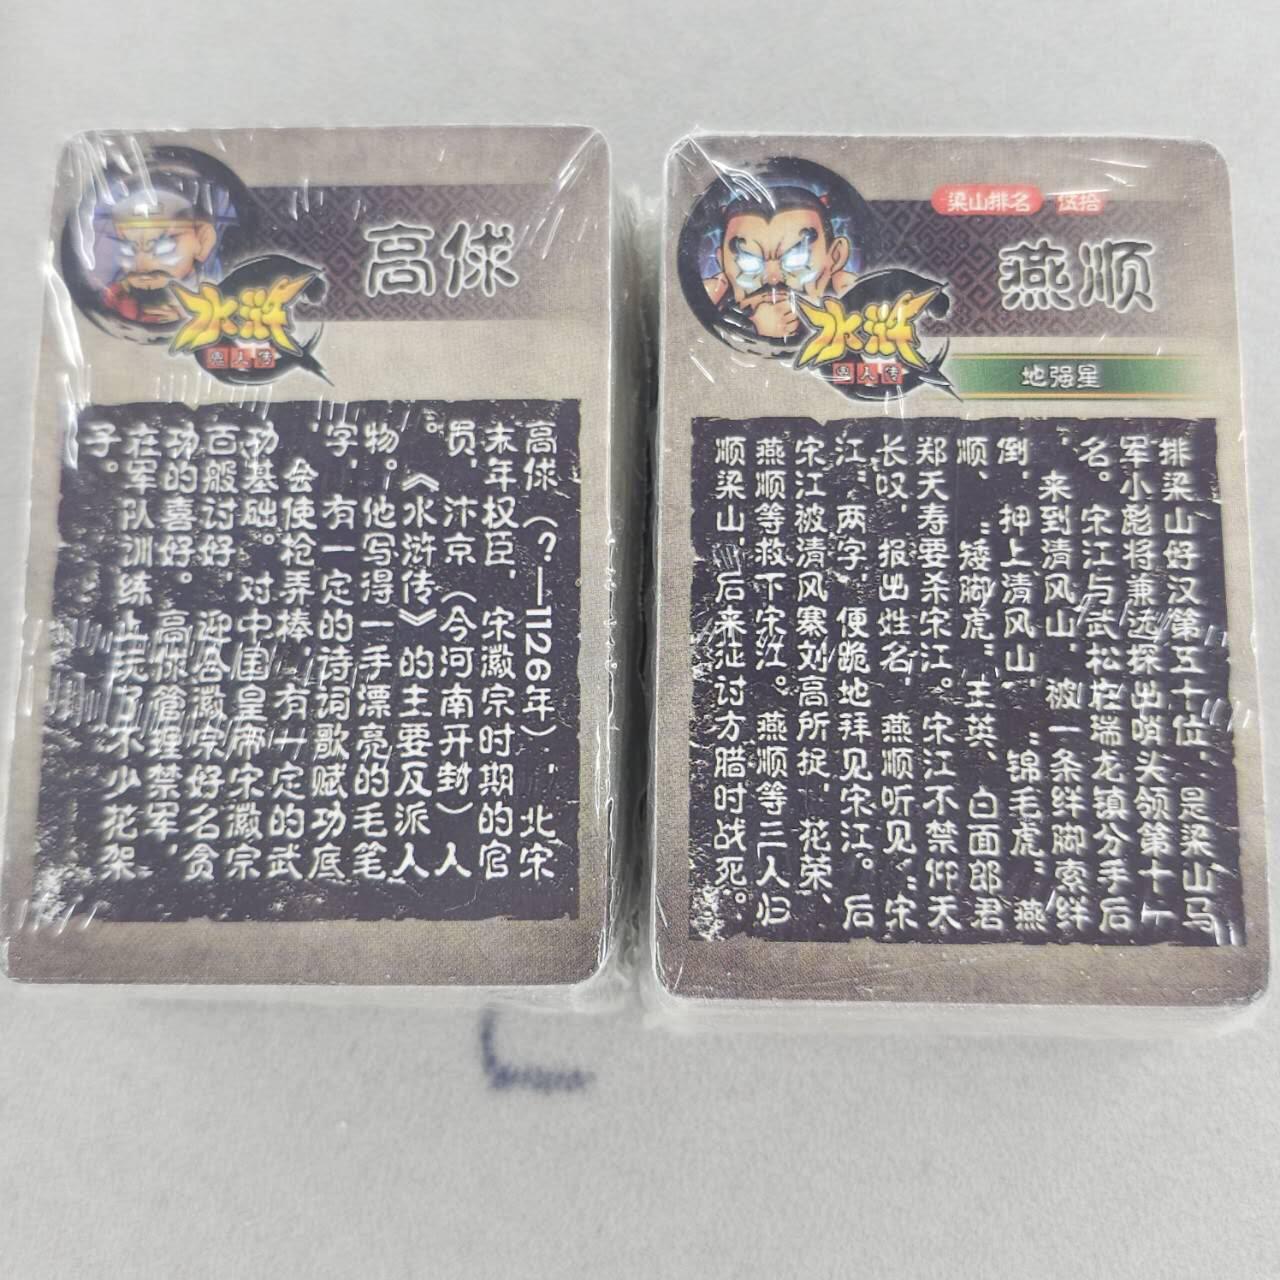 高俅
水浒
高俅（？—1126年），北宋
末年权臣，宋徽宗时期的官
员，汴京（今河南开封）人
。《水浒传》的主要反派人
物。他写得一手漂亮的毛笔
字，有一定的诗词歌赋功底
，会使枪弄棒，有一定的武
功基础。对中国皇帝宋徽宗
百般讨好，迎合徽宗好名贪
功的喜好。高俅管理禁军，
在军队训练上玩了不少花架
子。
梁山排名 伍拾
燕顺
水浒
地强星
排梁山好汉第五十位，是梁山马
军小彪将兼远探出哨头领第十一
名。宋江与武松在瑞龙镇分手后
，来到清风山，被一条绊脚索绊
倒，押上清风山，“锦毛虎”燕
顺，“矮脚虎”王英、白面郎君
郑天寿要杀宋江。宋江不禁仰天
长叹，报出姓名，燕顺听见“宋
江”两字，便跪地拜见宋江。后
宋江被清风寨刘高所捉，花荣、
燕顺等救下宋江。燕顺等三人归
顺梁山，后来征讨方腊时战死。